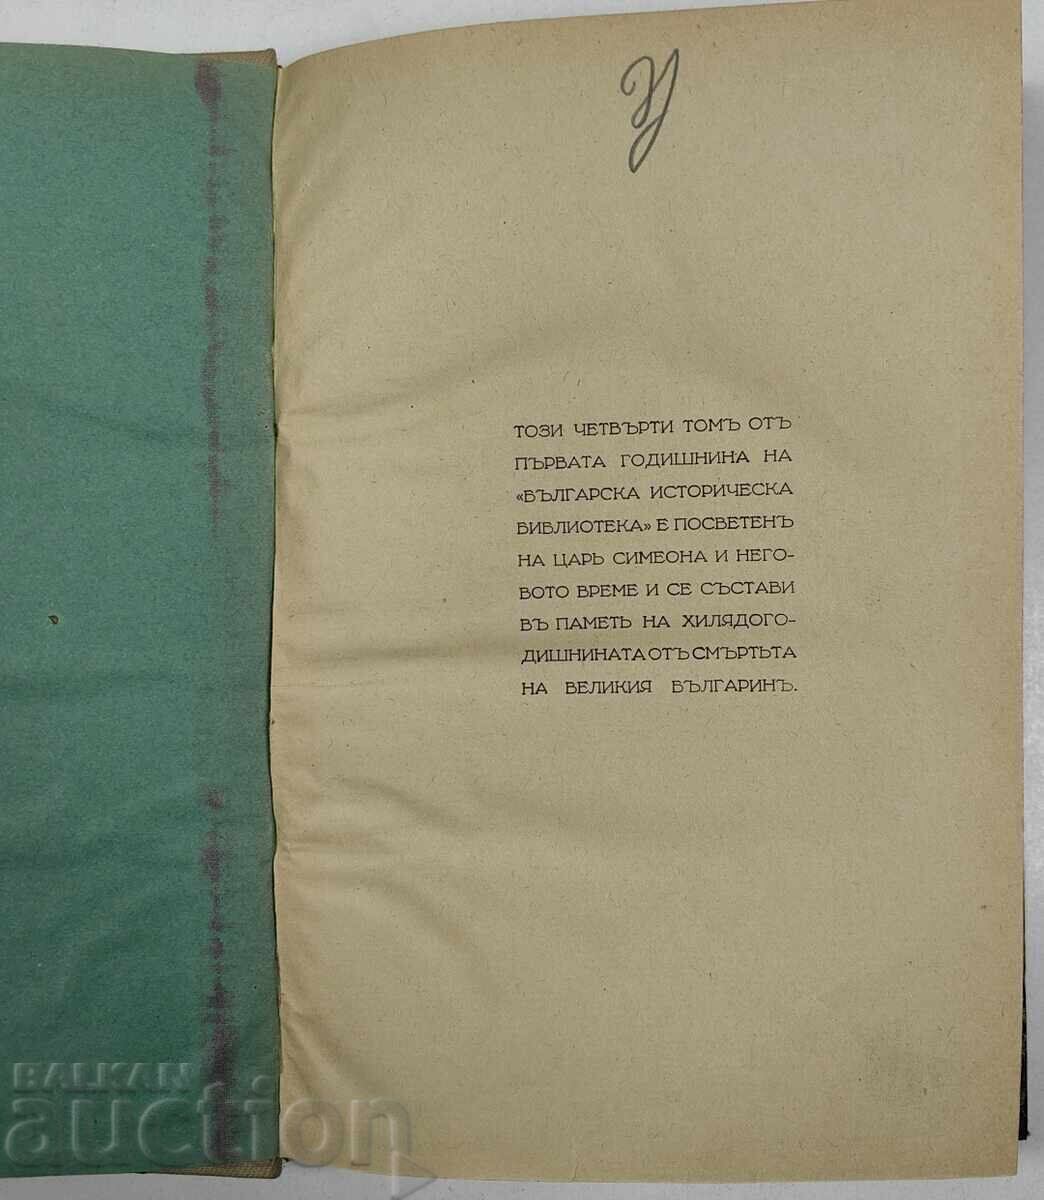 ТОЗИ ЧЕТВЪРТИ ТОМЪ ОТЪ
ПЪРВАТА ГОДИШНИНА НА
«БЪЛГАРСКА ИСТОРИЧЕСКА
БИБЛИОТЕКА» Е ПОСВЕТЕНЪ
НА ЦАРЬ СИМЕОНА И НЕГО-
ВОТО ВРЕМЕ И СЕ СЪСТАВИ
ВЪ ПАМЕТЬ НА ХИЛЯДОГО-
ДИШНИНАТА ОТЪ СМЪРТЬТА
НА ВЕЛИКИЯ БЪЛГАРИНЪ.
BALKAN
auction